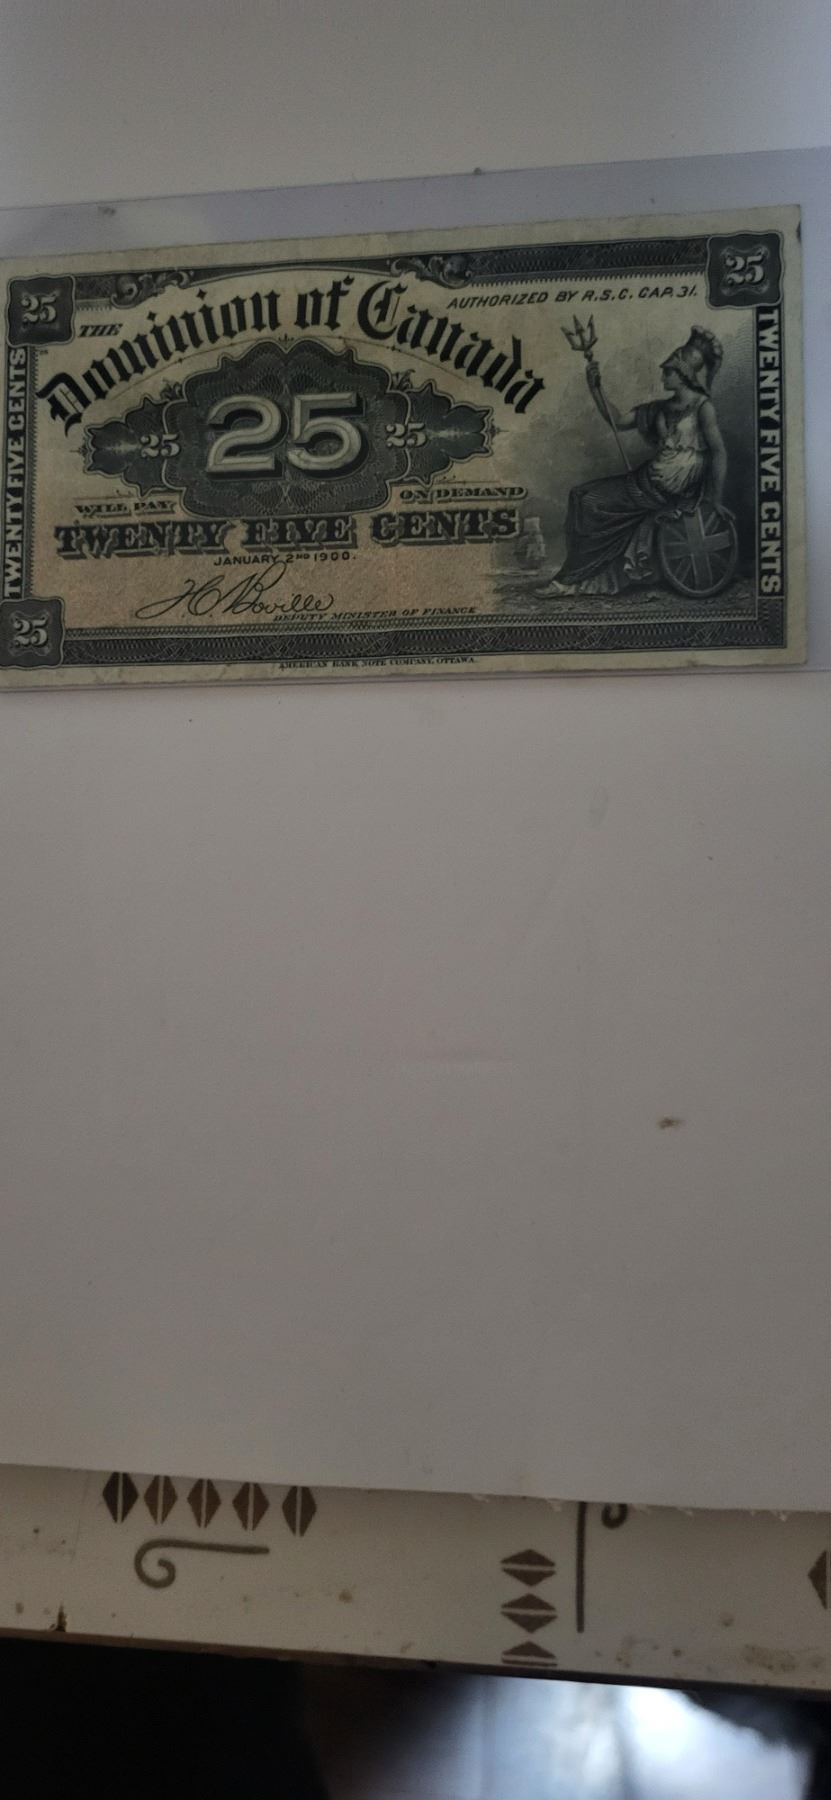 25
THE
Dominion of Canada
AUTHORIZED BY R.S.C. CAP. 31.
25
TWENTY FIVE CENTS
25
25
25
TWENTY FIVE CENTS
WILL PAY
ON DEMAND
TWENTY FIVE CENTS
JANUARY 2ND 1900.
H C Boville
DEPUTY MINISTER OF FINANCE
25
AMERICAN BANK NOTE COMPANY, OTTAWA.